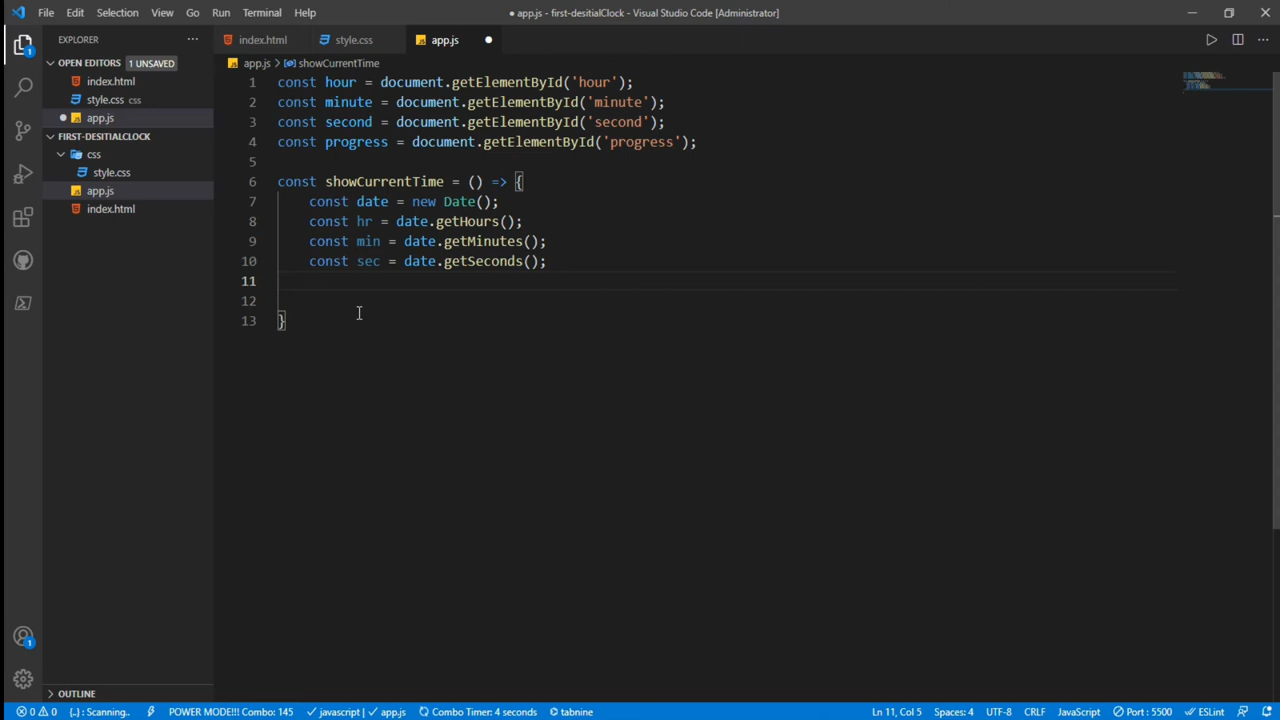 File Edit Selection View Go Run Terminal Help
● app.js - first-desitialClock - Visual Studio Code [Administrator]
EXPLORER
index.html style.css app.js
OPEN EDITORS 1 UNSAVED
index.html
style.css css
app.js
FIRST-DESITIALCLOCK
css
style.css
app.js
index.html
OUTLINE
app.js > showCurrentTime
1 const hour = document.getElementById('hour');
2 const minute = document.getElementById('minute');
3 const second = document.getElementById('second');
4 const progress = document.getElementById('progress');
5
6 const showCurrentTime = () => {
7 const date = new Date();
8 const hr = date.getHours();
9 const min = date.getMinutes();
10 const sec = date.getSeconds();
11
12
13 }
1
1
0 0 {..} : Scanning.. POWER MODE!!! Combo: 145 javascript | app.js Combo Timer: 4 seconds tabnine Ln 11, Col 5 Spaces: 4 UTF-8 CRLF JavaScript Port : 5500 ESLint